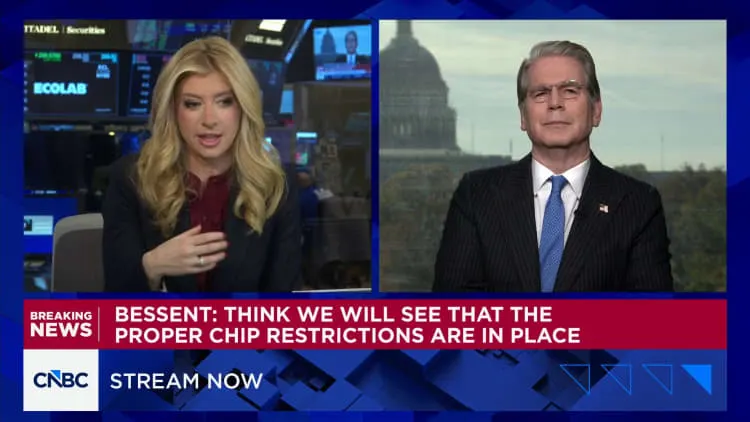 CITADEL | Securities
CITADEL
ECOLAB
BREAKING
NEWS
BESSENT: THINK WE WILL SEE THAT THE
PROPER CHIP RESTRICTIONS ARE IN PLACE
CNBC
STREAM NOW